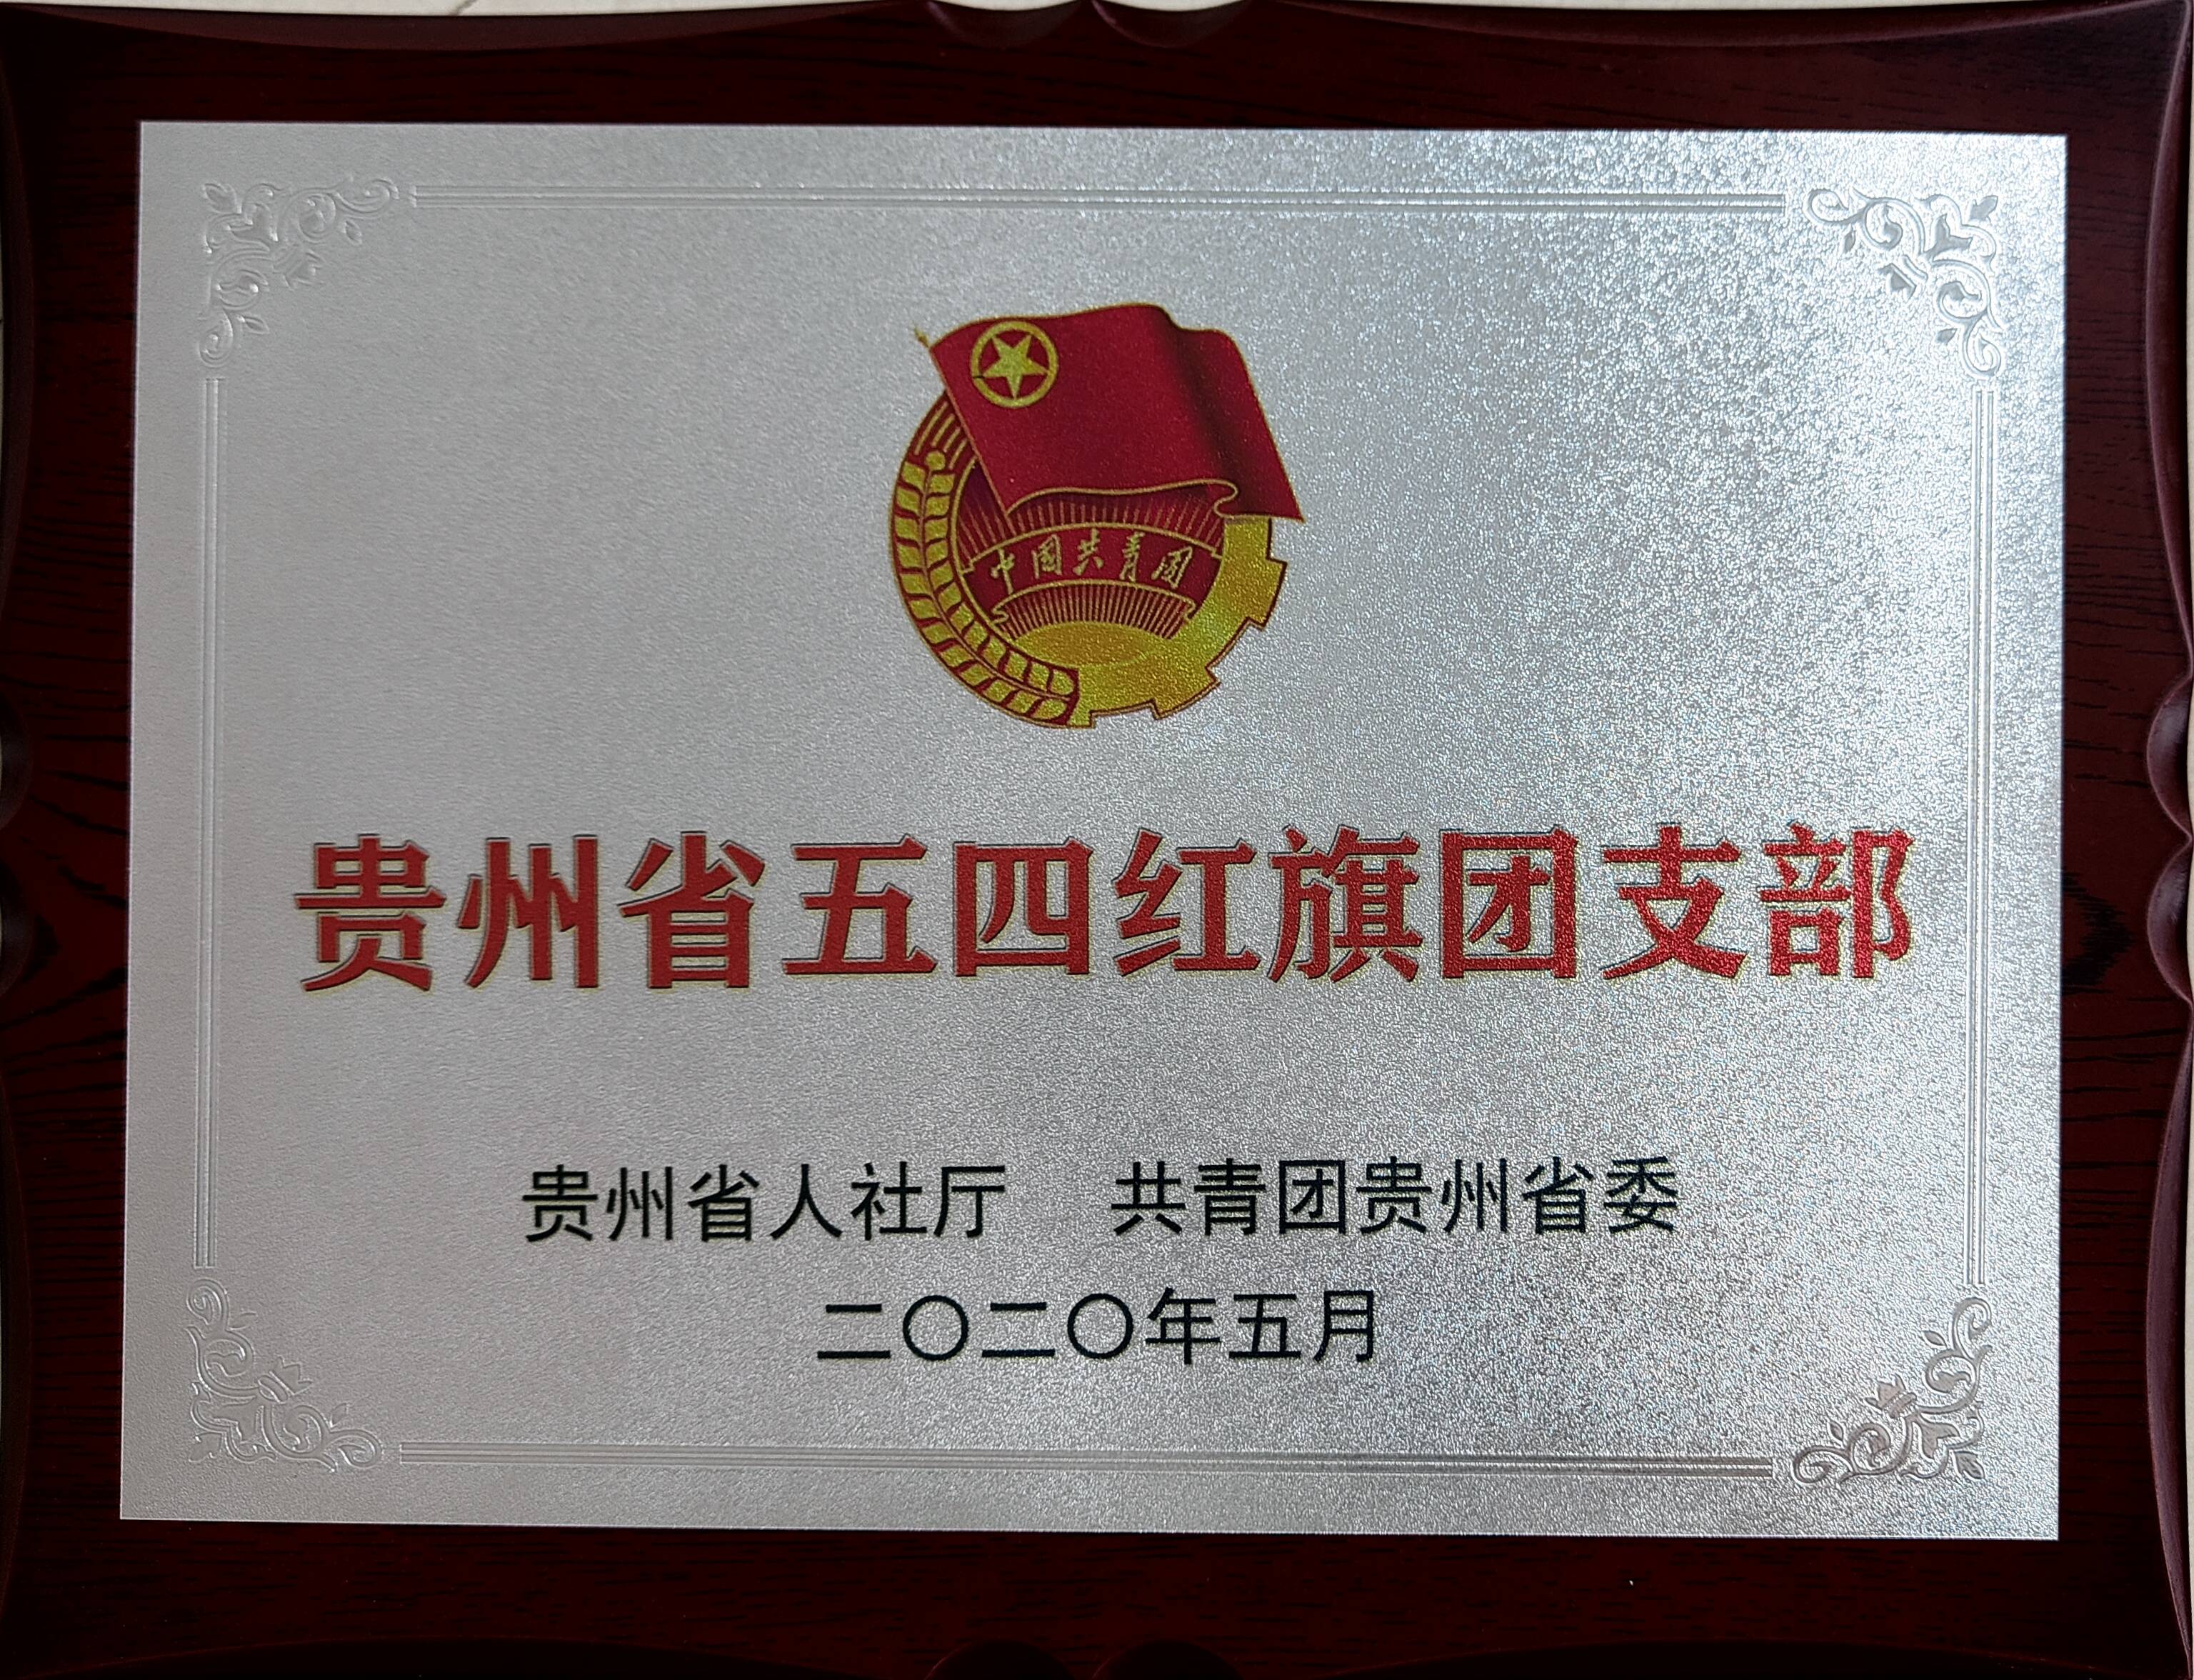 中国共青团
贵州省五四红旗团支部
贵州省人社厅 共青团贵州省委
二〇二〇年五月